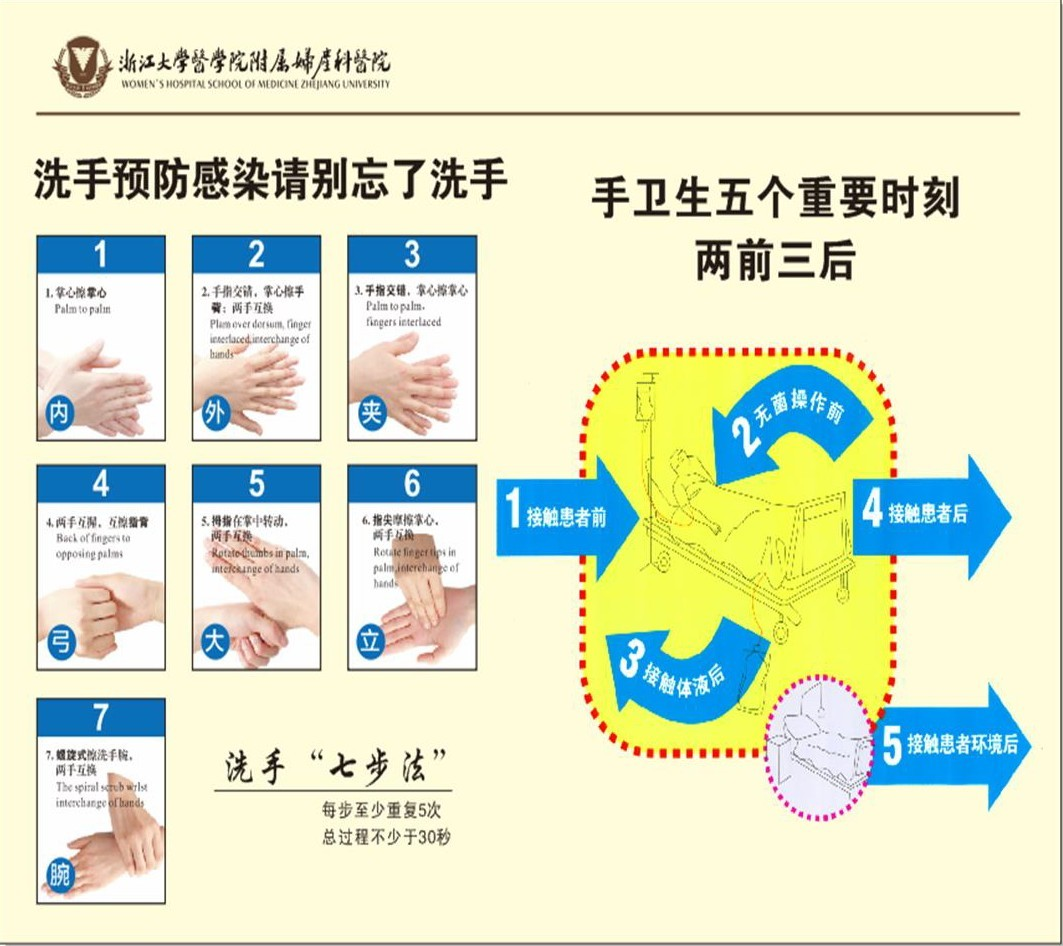 浙江大學醫學院附属婦產科醫院
WOMEN'S HOSPITAL SCHOOL OF MEDICINE ZHEJIANG UNIVERSITY
洗手预防感染请别忘了洗手
1
1. 掌心擦掌心
Palm to palm
内
2
2. 手指交错，掌心擦手
背；两手互换
Plam over dorsum, finger
interlaced,interchange of
hands
外
3
3. 手指交错，掌心擦掌心
Palm to palm,
fingers interlaced
夹
4
4. 两手互握，互擦指背
Back of fingers to
opposing palms
弓
5
5. 拇指在掌中转动，
两手互换
Rotate thumbs in palm,
interckange of hands
大
6
6. 指尖摩擦掌心，
两手互换
Rotate finger tips in
palm,interchange of
hands
立
7
7. 螺旋式擦洗手腕，
两手互换
The spiral scrub wrlst
interchange of hands
腕
洗手“七步法”
每步至少重复5次
总过程不少于30秒
手卫生五个重要时刻
两前三后
1 接触患者前
2 无菌操作前
3 接触体液后
4 接触患者后
5 接触患者环境后